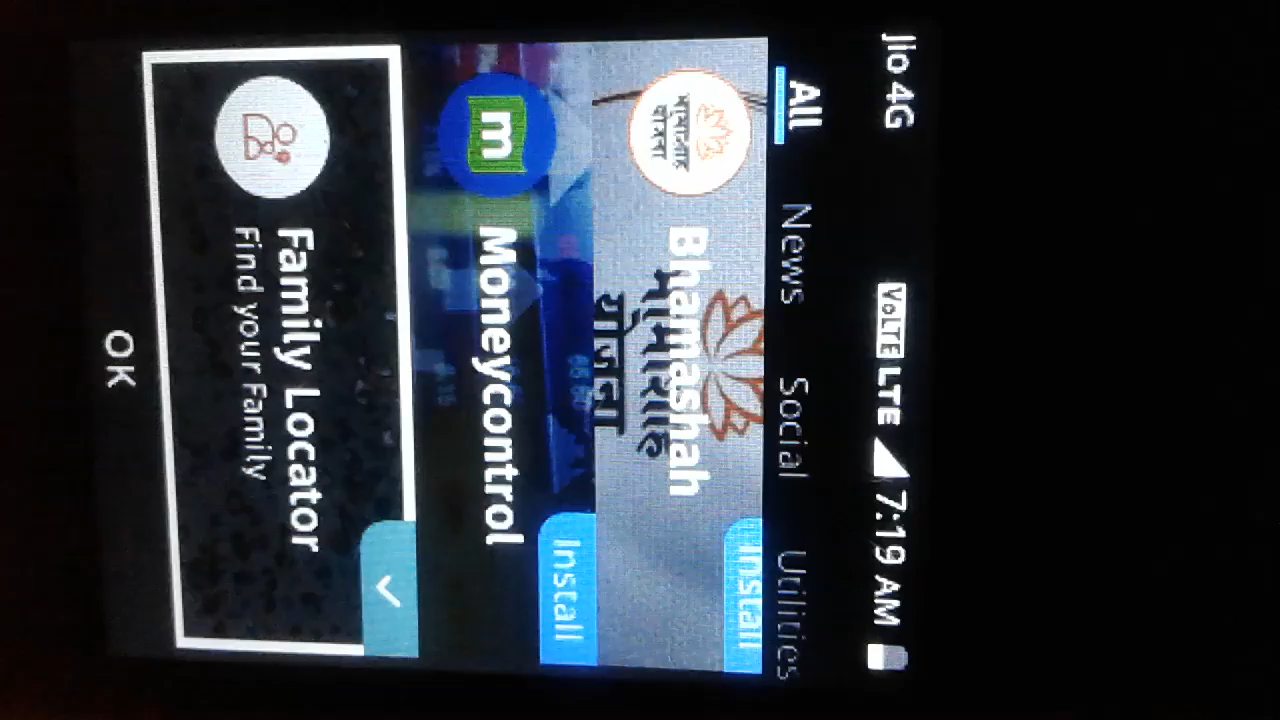 Jio 4G VoLTE LTE 7:19 AM
All News Social Utilities
भामाशाह
योजना
भामाशाह
योजना
Bhamashah
Install
m
Moneycontrol
Install
Family Locator
Find your Family
OK